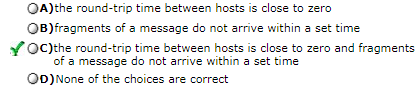 A)the round-trip time between hosts is close to zero
B)fragments of a message do not arrive within a set time
C)the round-trip time between hosts is close to zero and fragments
of a message do not arrive within a set time
D)None of the choices are correct